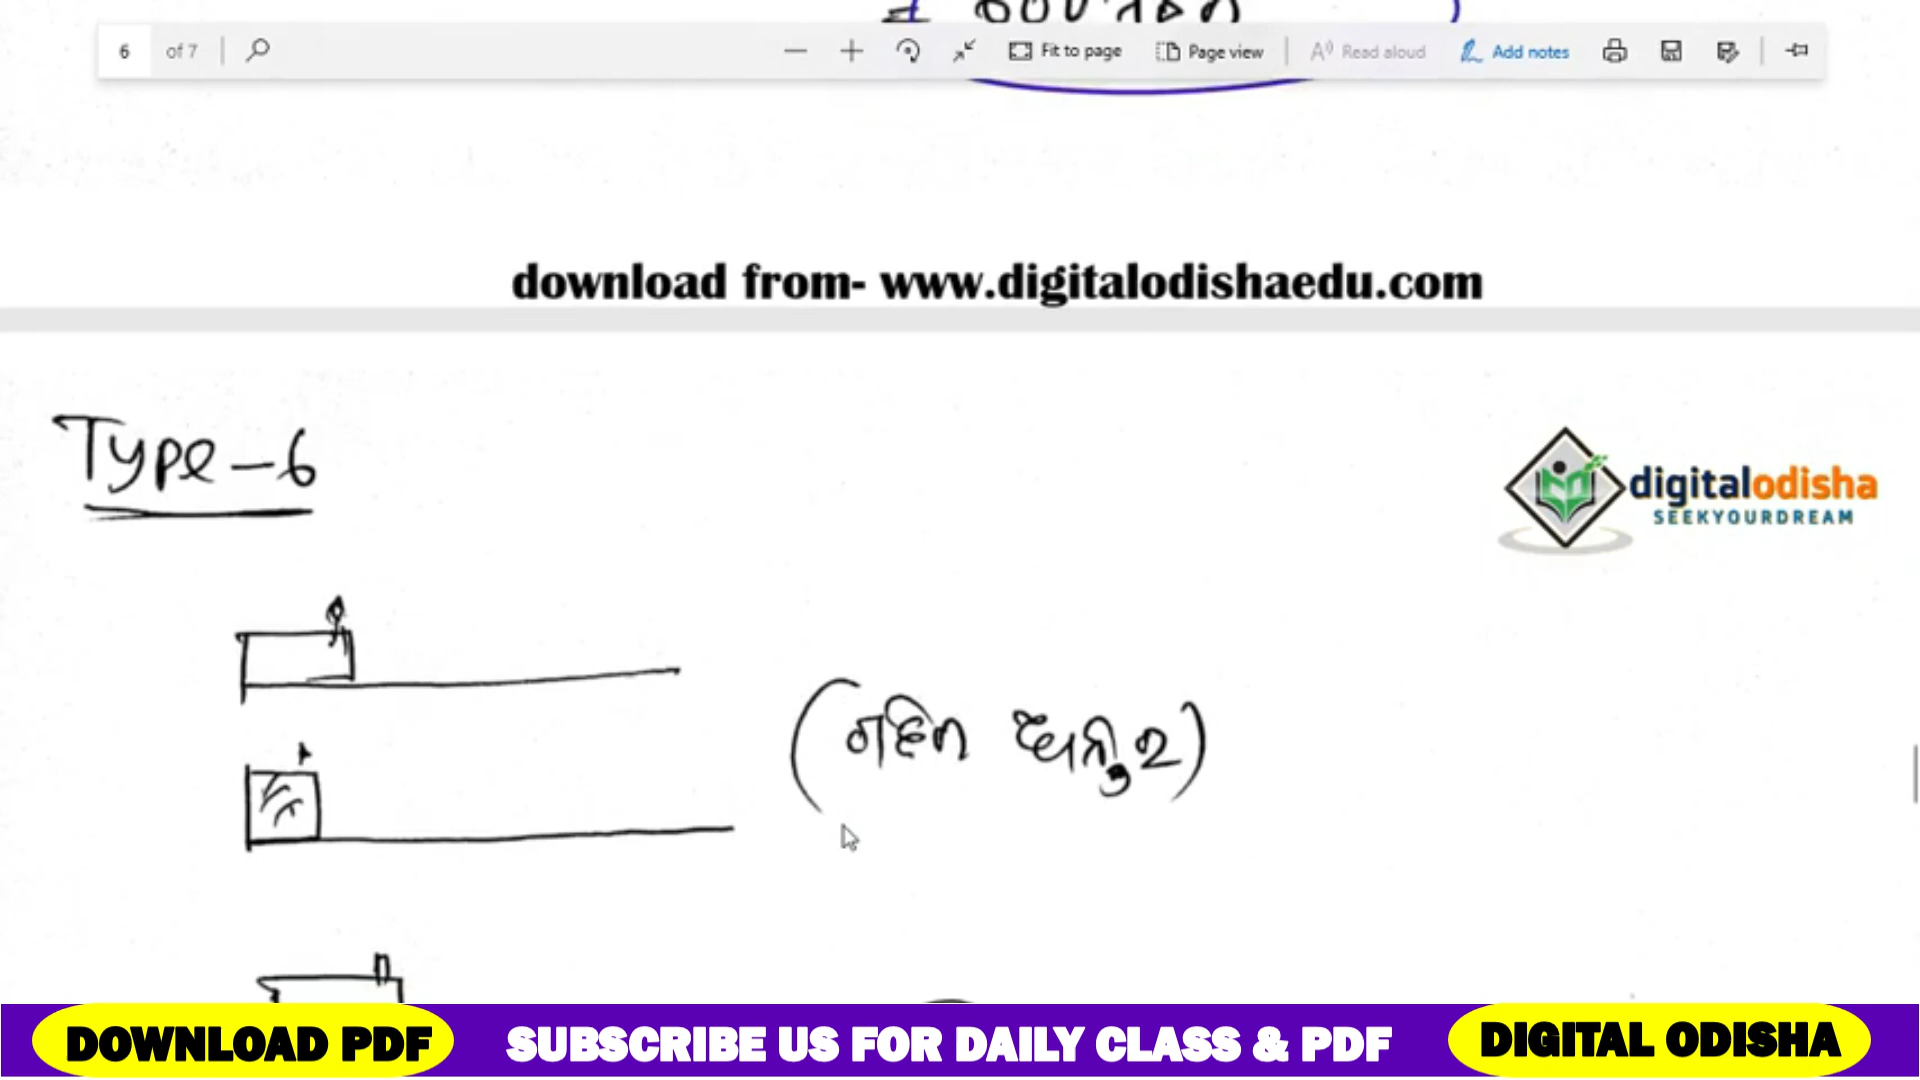 6 of 7 Fit to page Page view Read aloud Add notes
download from- www.digitalodishaedu.com
Type-6
digitalodisha
SEEKYOURDREAM
DOWNLOAD PDF SUBSCRIBE US FOR DAILY CLASS & PDF DIGITAL ODISHA